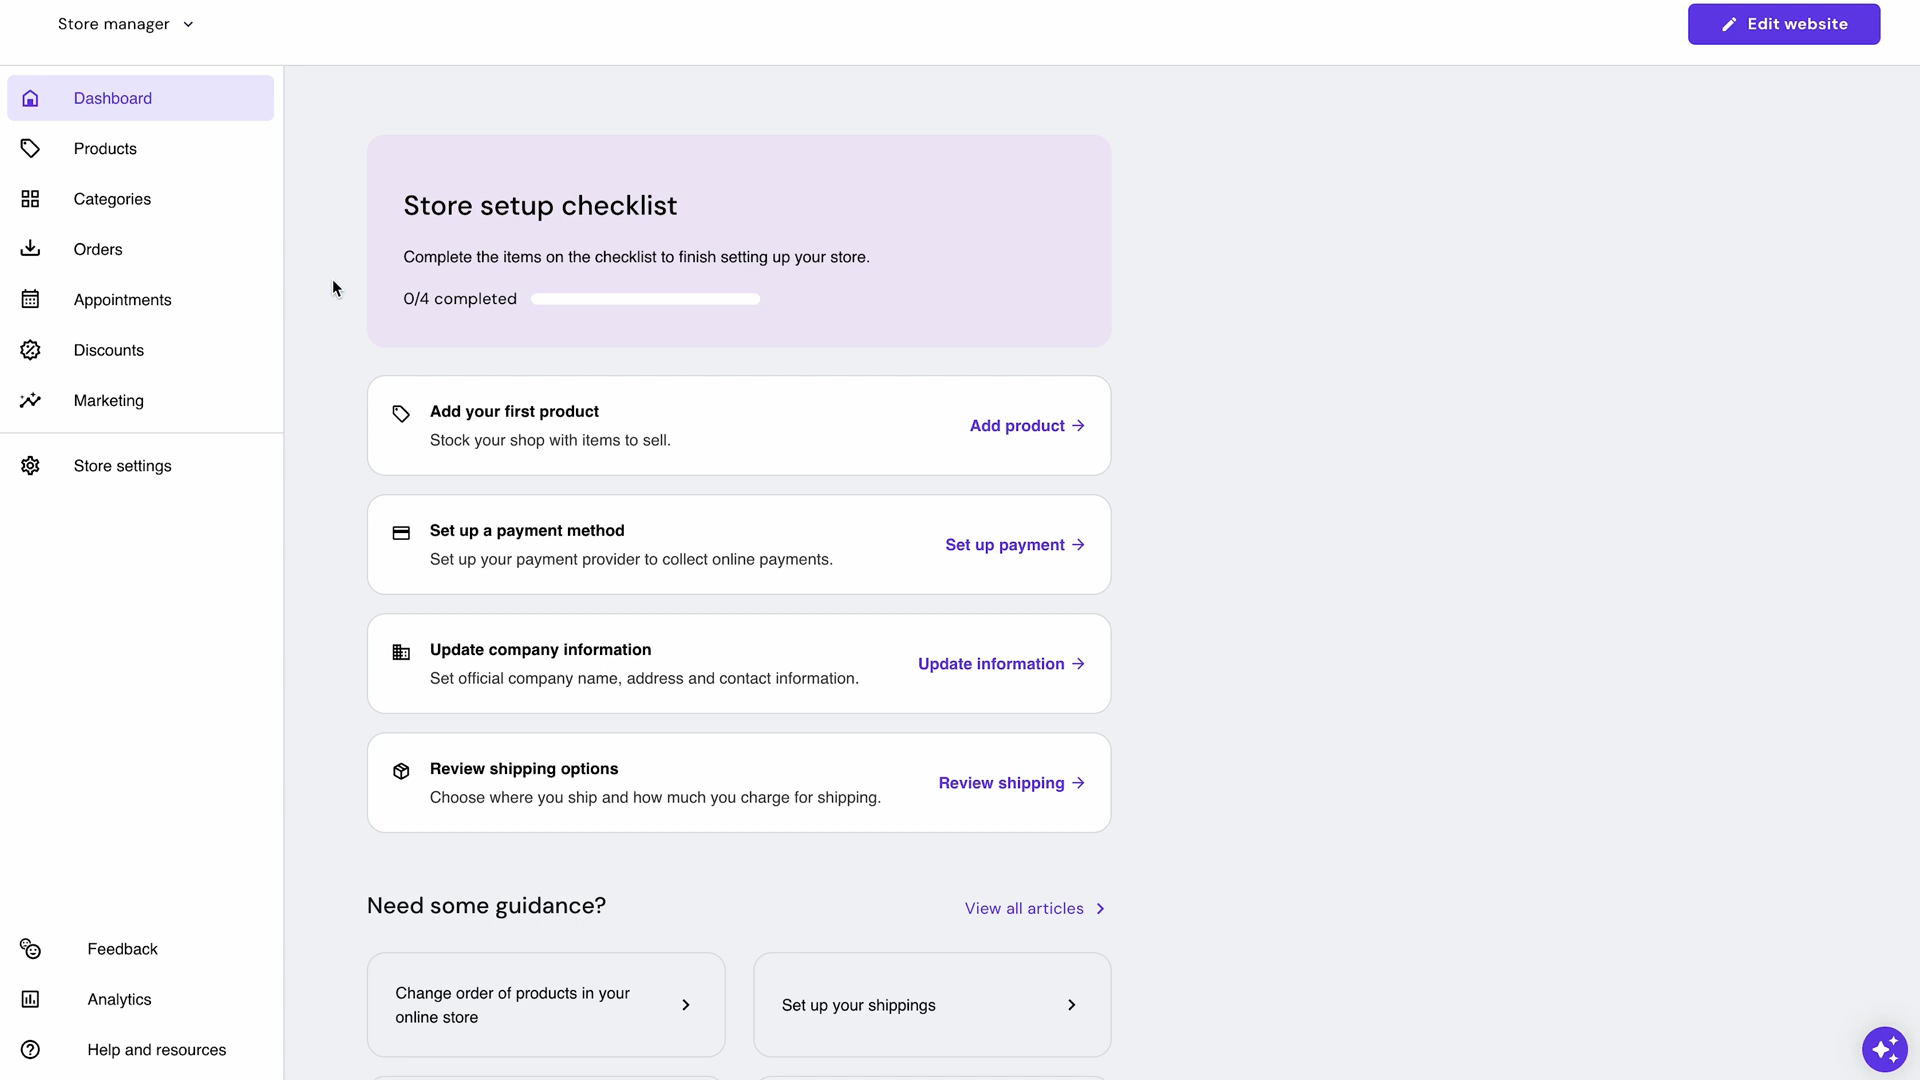 Store manager
Edit website
Dashboard
Products
Categories
Orders
Appointments
Discounts
Marketing
Store settings
Feedback
Analytics
Help and resources
Store setup checklist
Complete the items on the checklist to finish setting up your store.
0/4 completed
Add your first product
Stock your shop with items to sell.
Add product
Set up a payment method
Set up your payment provider to collect online payments.
Set up payment
Update company information
Set official company name, address and contact information.
Update information
Review shipping options
Choose where you ship and how much you charge for shipping.
Review shipping
Need some guidance?
View all articles
Change order of products in your
online store
Set up your shippings